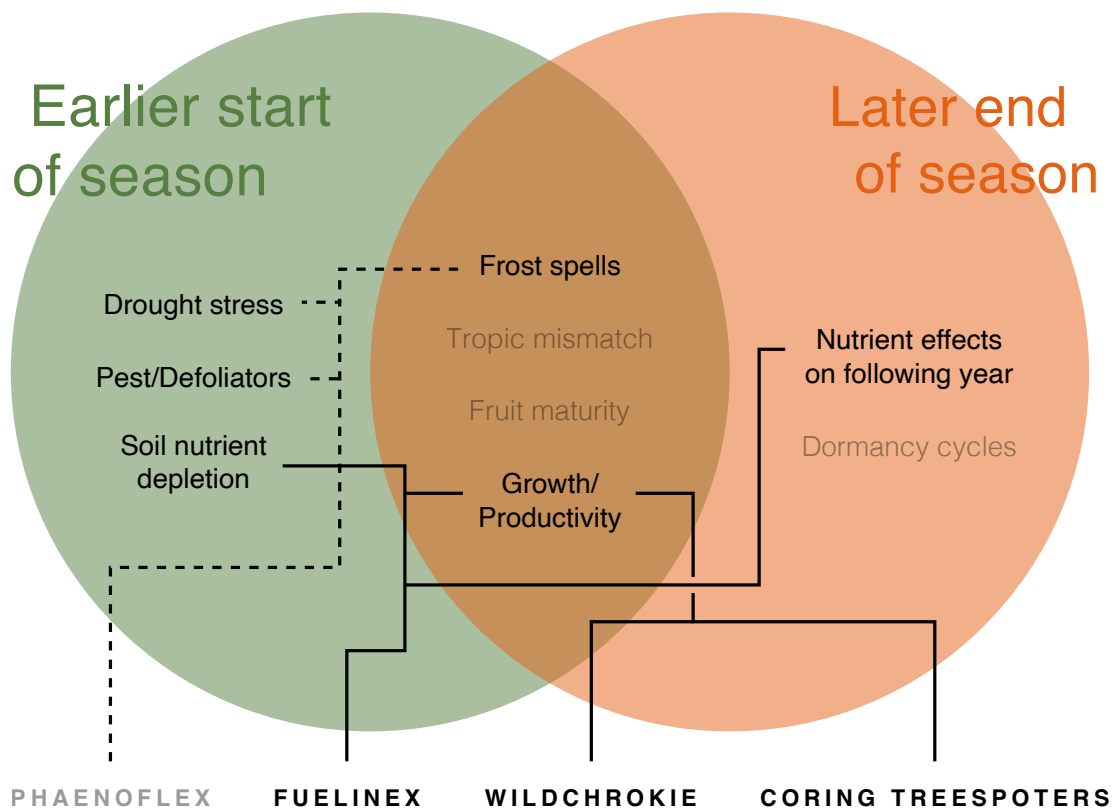 Earlier start
of season
Later end
of season
Frost spells
Drought stress
Tropic mismatch
Nutrient effects
on following year
Pest/Defoliators
Fruit maturity
Soil nutrient
depletion
Dormancy cycles
Growth/
Productivity
PHAENOFLEX
FUELINEX
WILDCHROKIE
CORING TREESPOTERS